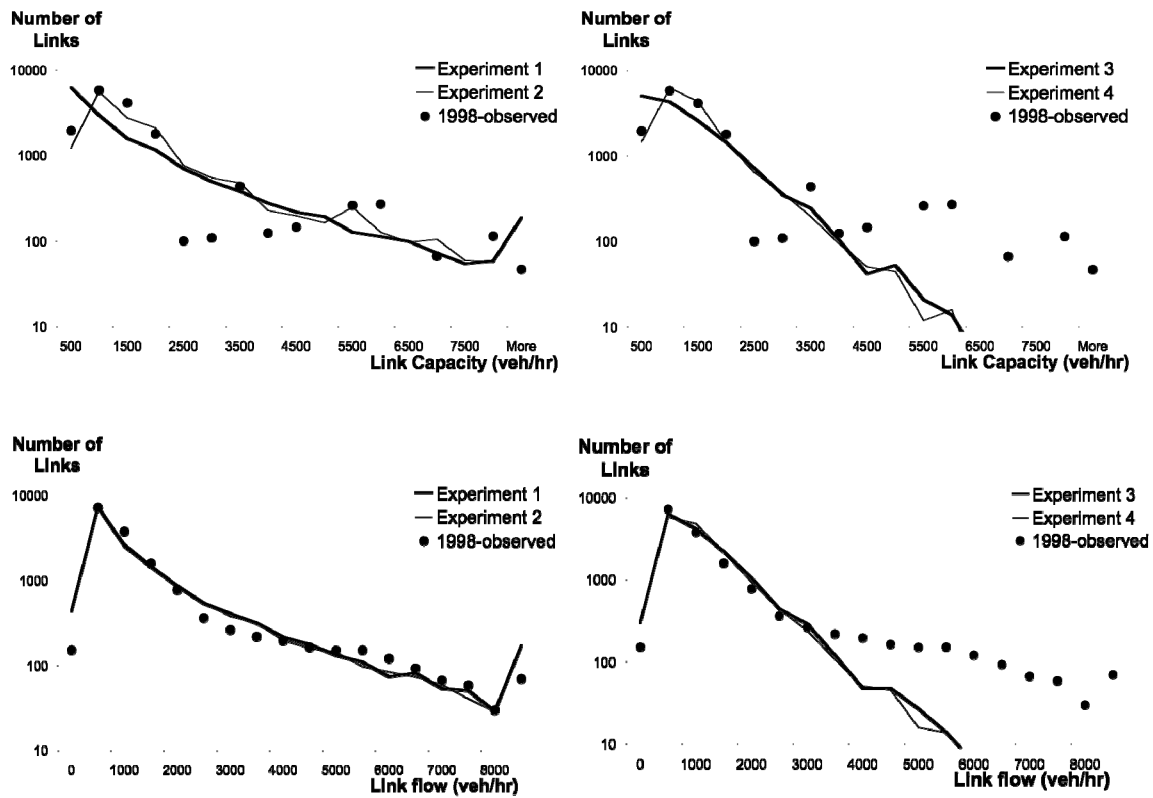 Number of
Links
10000
1000
100
10
Experiment 1
Experiment 2
1998-observed
500 1500 2500 3500 4500 5500 6500 7500 More
Link Capacity (veh/hr)
Number of
Links
10000
1000
100
10
Experiment 3
Experiment 4
1998-observed
500 1500 2500 3500 4500 5500 6500 7500 More
Link Capacity (veh/hr)
Number of
Links
10000
1000
100
10
Experiment 1
Experiment 2
1998-observed
0 1000 2000 3000 4000 5000 6000 7000 8000
Link flow (veh/hr)
Number of
Links
10000
1000
100
10
Experiment 3
Experiment 4
1998-observed
0 1000 2000 3000 4000 5000 6000 7000 8000
Link flow (veh/hr)